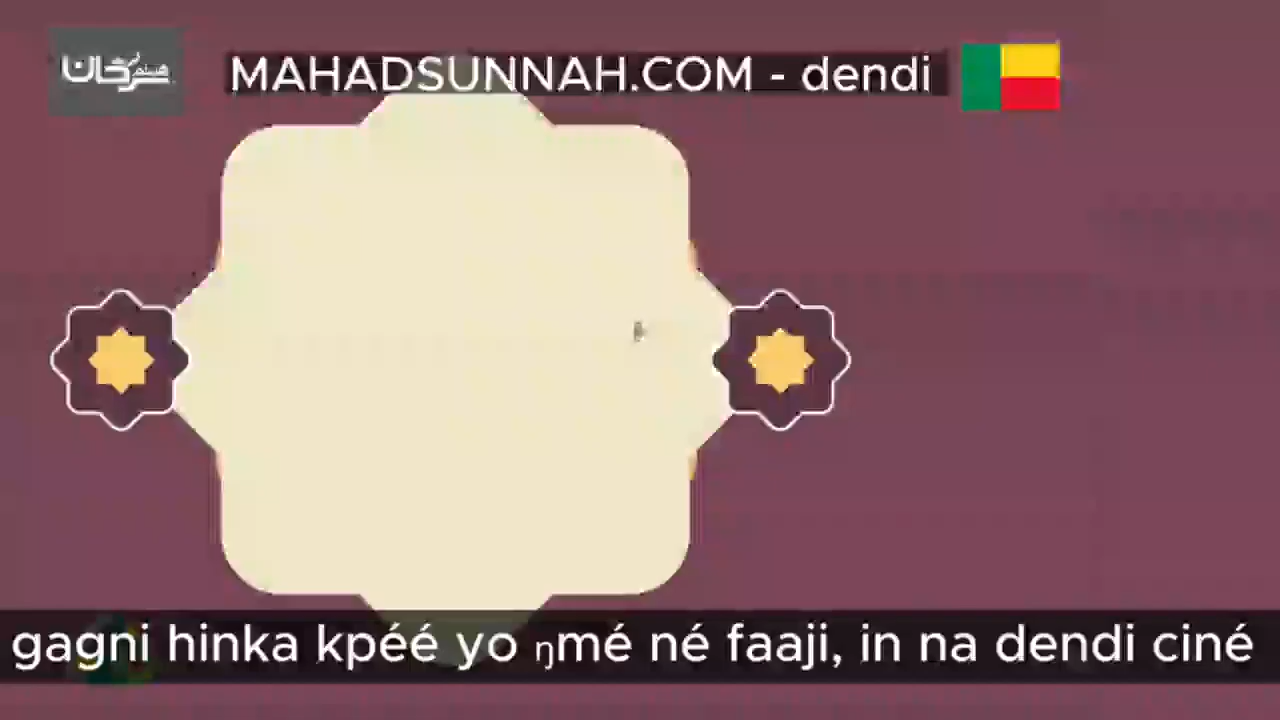 MAHADSUNNAH.COM - dendi
gagni hinka kpéé yo ŋmé né faaji, in na dendi ciné